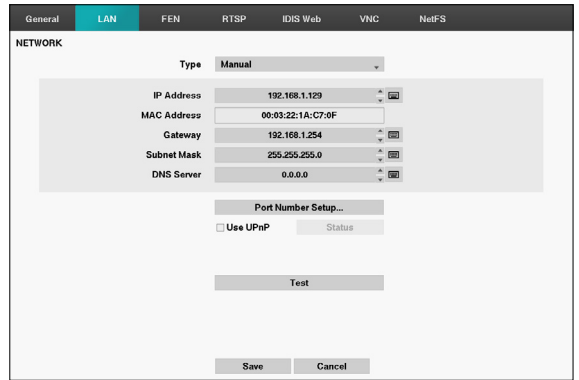 General LAN FEN RTSP IDIS Web VNC NetFS
NETWORK
Type Manual
IP Address 192.168.1.129
MAC Address 00:03:22:1A:C7:0F
Gateway 192.168.1.254
Subnet Mask 255.255.255.0
DNS Server 0.0.0.0
Port Number Setup...
Use UPnP Status
Test
Save Cancel